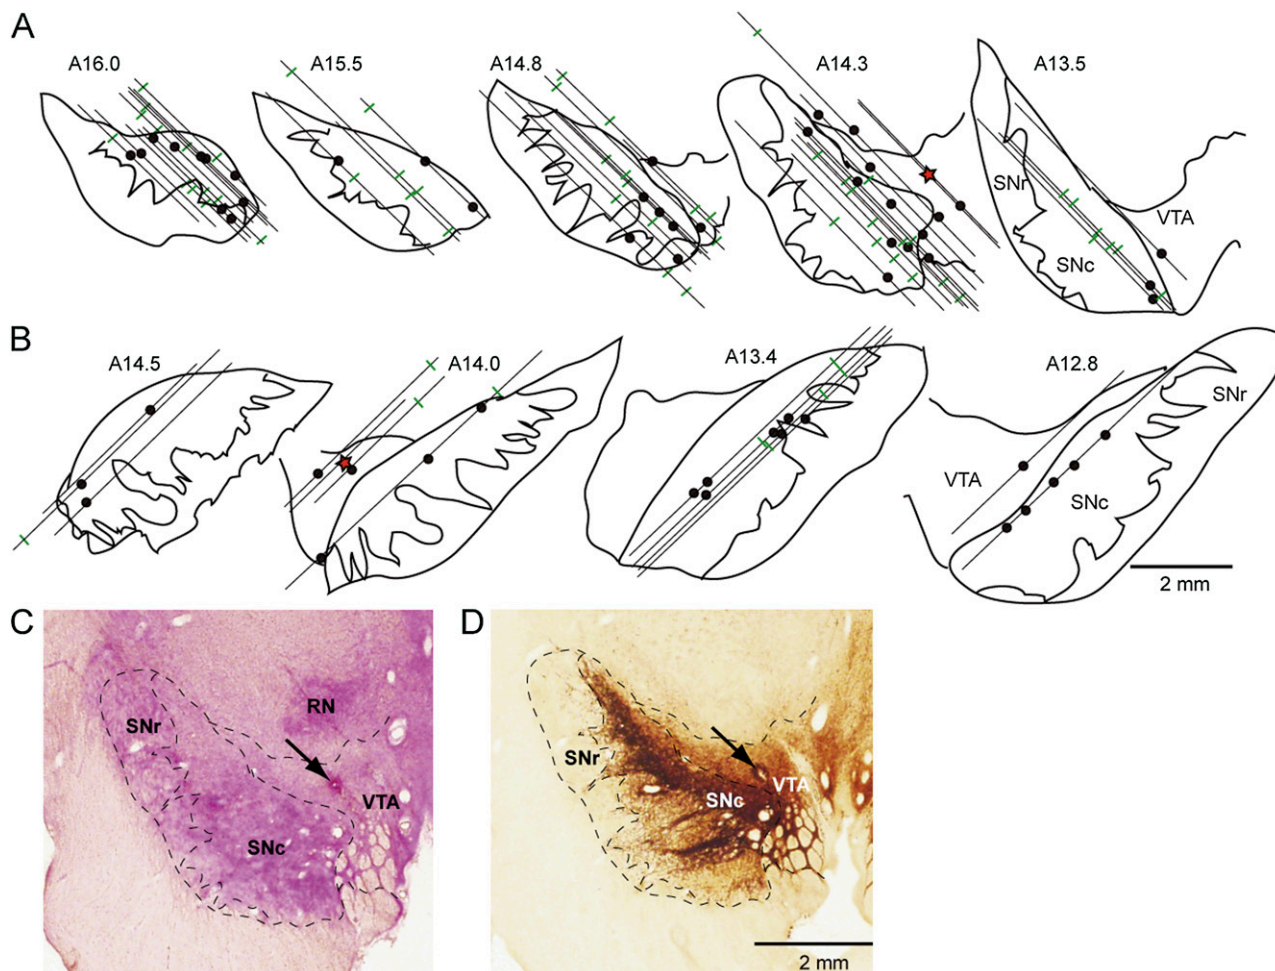 A
A16.0 A15.5 A14.8 A14.3 A13.5
SNr
VTA
SNc
B
A14.5 A14.0 A13.4 A12.8
SNr
VTA
SNc
2 mm
C D
RN
SNr
SNr
VTA
VTA
SNc
SNc
2 mm